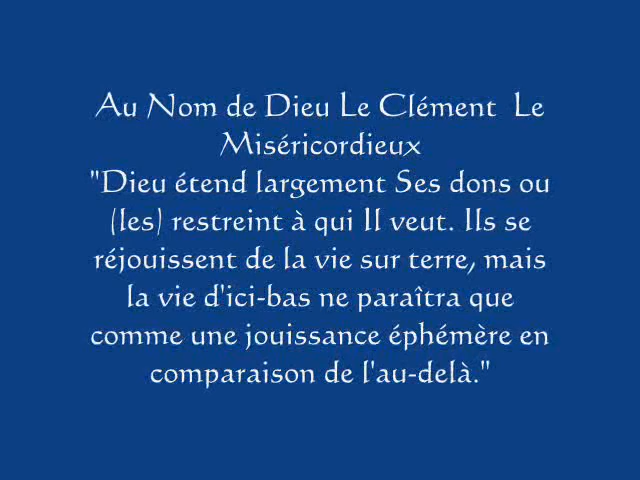 Au Nom de Dieu Le Clément  Le
Miséricordieux
"Dieu étend largement Ses dons ou
(les) restreint à qui Il veut. Ils se
réjouissent de la vie sur terre, mais
la vie d'ici-bas ne paraîtra que
comme une jouissance éphémère en
comparaison de l'au-delà."